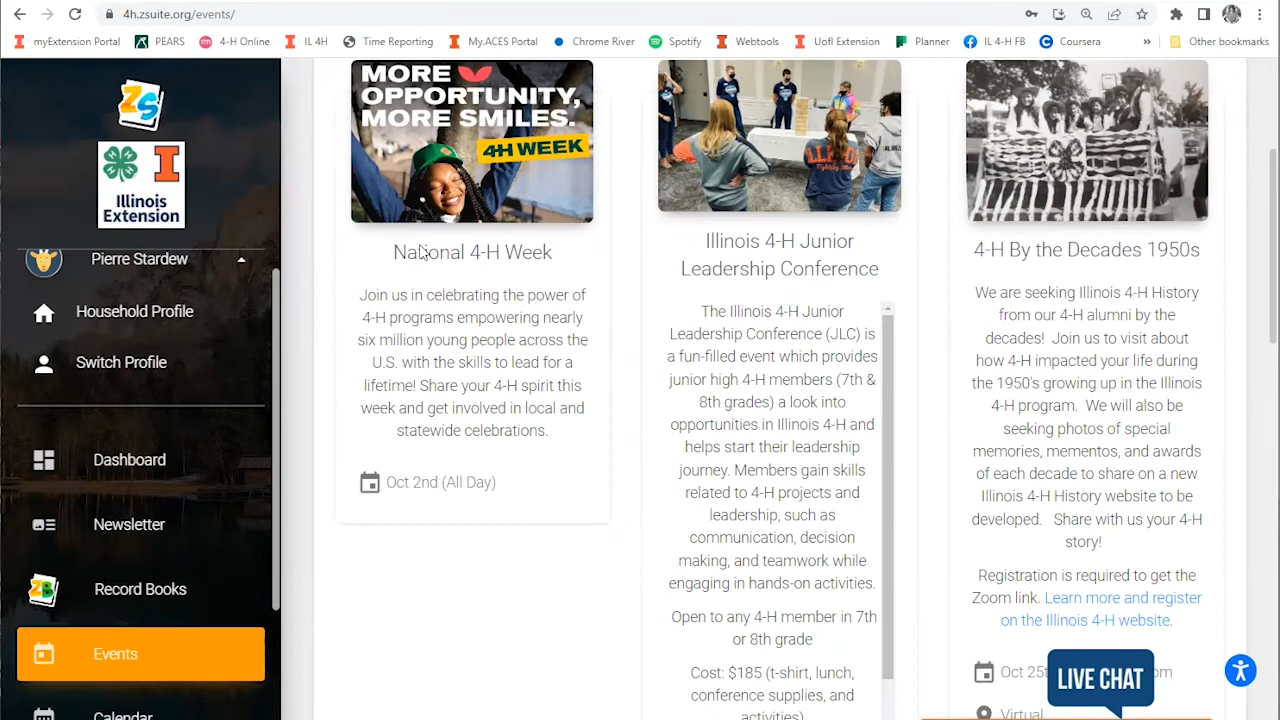 4h.zsuite.org/events/
myExtension Portal
PEARS
4-H Online
IL 4H
Time Reporting
My.ACES Portal
Chrome River
Spotify
Webtools
UofI Extension
Planner
IL 4-H FB
Coursera
»
Other bookmarks
ZS
Illinois
Extension
Pierre Stardew
Household Profile
Switch Profile
Dashboard
Newsletter
Record Books
Events
Calendar
MORE
OPPORTUNITY,
MORE SMILES.
4H WEEK
National 4-H Week
Join us in celebrating the power of
4-H programs empowering nearly
six million young people across the
U.S. with the skills to lead for a
lifetime! Share your 4-H spirit this
week and get involved in local and
statewide celebrations.
Oct 2nd (All Day)
ILLINOIS
Illinois 4-H Junior
Leadership Conference
The Illinois 4-H Junior
Leadership Conference (JLC) is
a fun-filled event which provides
junior high 4-H members (7th &
8th grades) a look into
opportunities in Illinois 4-H and
helps start their leadership
journey. Members gain skills
related to 4-H projects and
leadership, such as
communication, decision
making, and teamwork while
engaging in hands-on activities.
Open to any 4-H member in 7th
or 8th grade
Cost: $185 (t-shirt, lunch,
conference supplies, and
activities)
4-H By the Decades 1950s
We are seeking Illinois 4-H History
from our 4-H alumni by the
decades! Join us to visit about
how 4-H impacted your life during
the 1950's growing up in the Illinois
4-H program. We will also be
seeking photos of special
memories, mementos, and awards
of each decade to share on a new
Illinois 4-H History website to be
developed. Share with us your 4-H
story!
Registration is required to get the
Zoom link. Learn more and register
on the Illinois 4-H website.
Oct 25t
pm
Virtual
LIVE CHAT